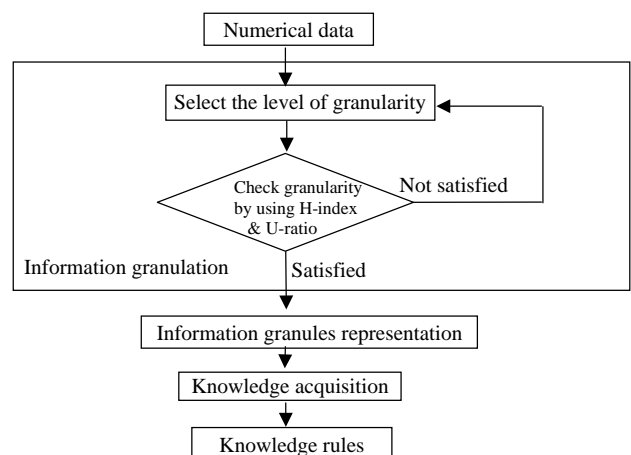 Numerical data
Select the level of granularity
Check granularity
by using H-index
& U-ratio
Not satisfied
Information granulation
Satisfied
Information granules representation
Knowledge acquisition
Knowledge rules